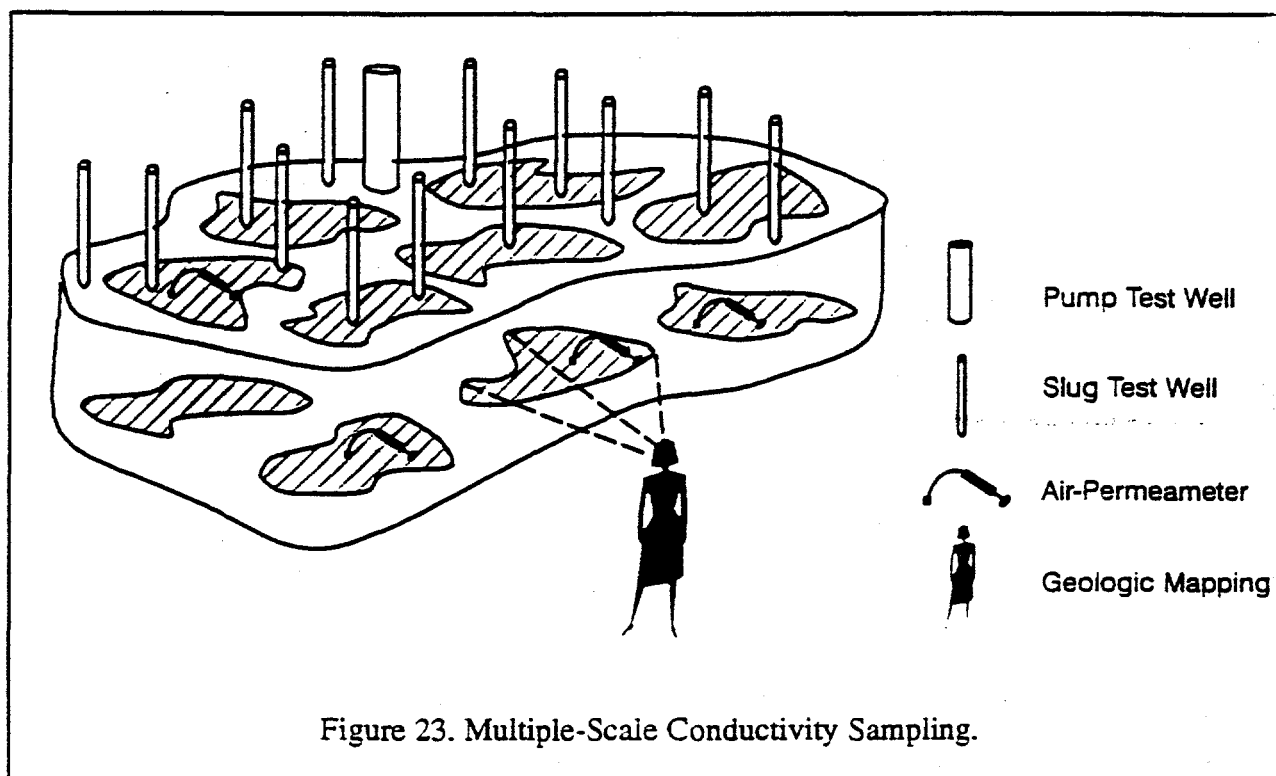 Pump Test Well
Slug Test Well
Air-Permeameter
Geologic Mapping
Figure 23. Multiple-Scale Conductivity Sampling.